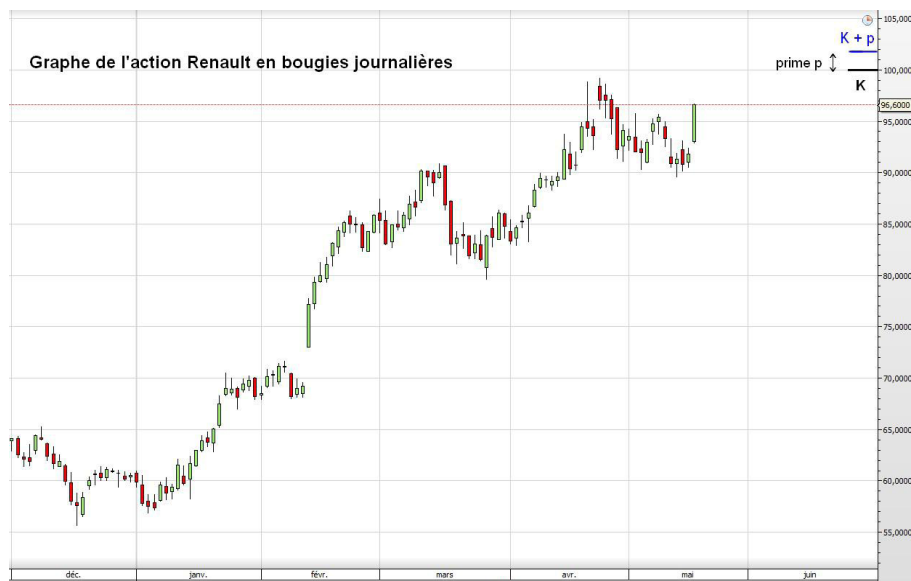 105,0000
K + p
Graphe de l'action Renault en bougies journalières
prime p
100,0000
K
96,6000
95,0000
90,0000
85,0000
80,0000
75,0000
70,0000
65,0000
60,0000
55,0000
déc. janv. févr. mars avr. mai juin